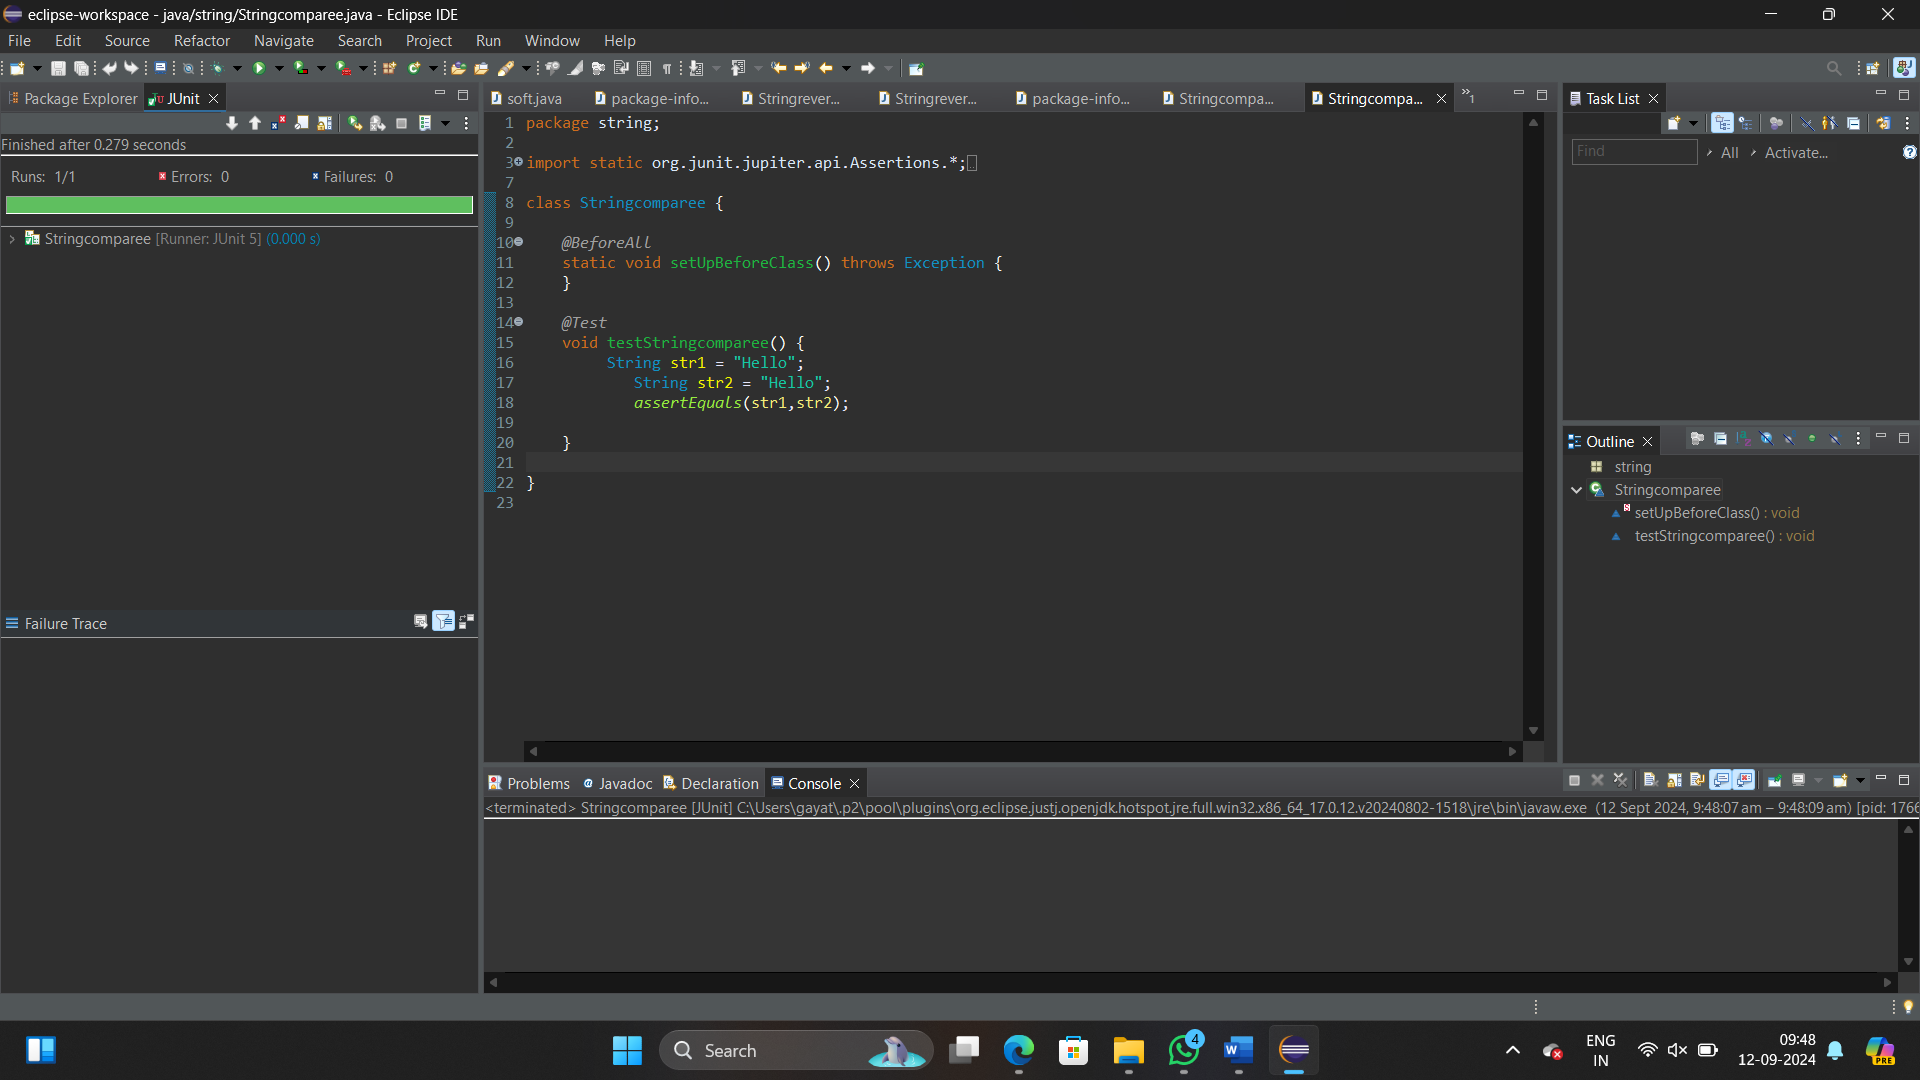 eclipse-workspace - java/string/Stringcomparee.java - Eclipse IDE
File Edit Source Refactor Navigate Search Project Run Window Help
Package Explorer JUnit
Finished after 0.279 seconds
Runs: 1/1 Errors: 0 Failures: 0
Stringcomparee [Runner: JUnit 5] (0.000 s)
Failure Trace
soft.java package-info... Stringrever... Stringrever... package-info... Stringcompa... Stringcompa... »1
1 package string;
2
3 import static org.junit.jupiter.api.Assertions.*;
7
8 class Stringcomparee {
9
10 @BeforeAll
11 static void setUpBeforeClass() throws Exception {
12 }
13
14 @Test
15 void testStringcomparee() {
16 String str1 = "Hello";
17 String str2 = "Hello";
18 assertEquals(str1,str2);
19
20 }
21
22 }
23
Task List
Find All Activate...
Outline
string
Stringcomparee
setUpBeforeClass() : void
testStringcomparee() : void
Problems Javadoc Declaration Console
<terminated> Stringcomparee [JUnit] C:\Users\gayat\.p2\pool\plugins\org.eclipse.justj.openjdk.hotspot.jre.full.win32.x86_64_17.0.12.v20240802-1518\jre\bin\javaw.exe (12 Sept 2024, 9:48:07 am – 9:48:09 am) [pid: 1766
Search
4
ENG
IN
09:48
12-09-2024
PRE